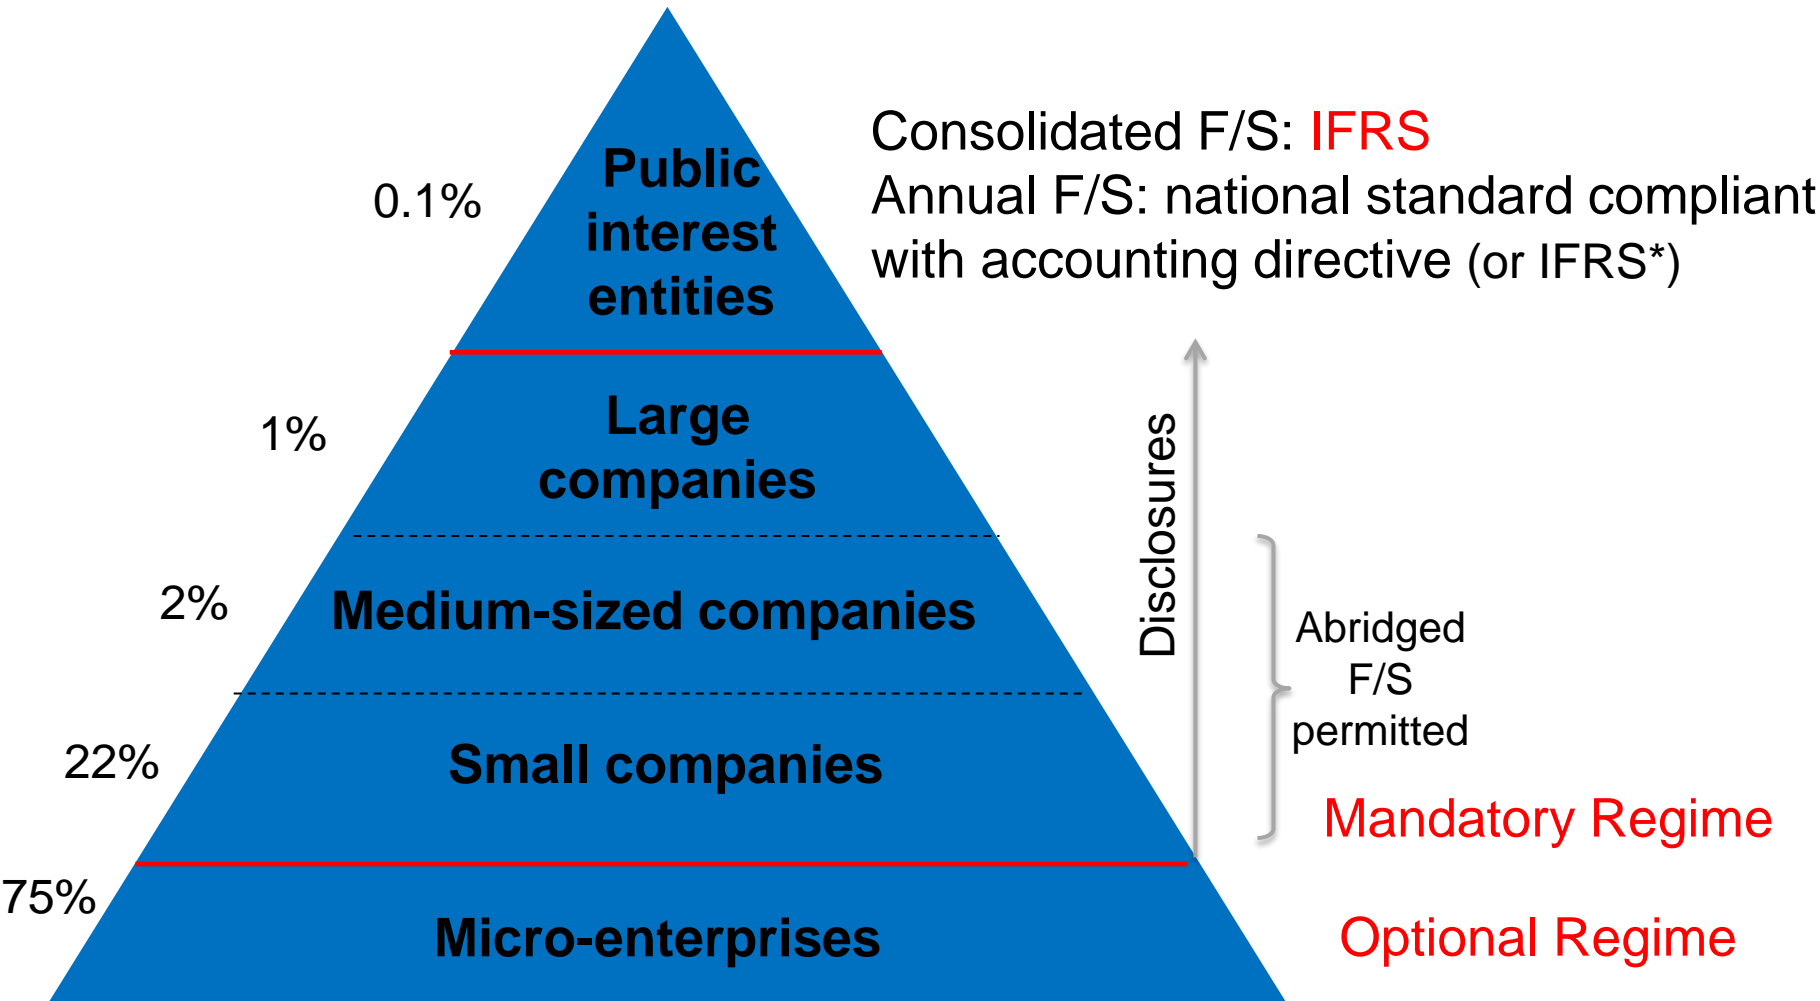 Consolidated F/S: IFRS
Annual F/S: national standard compliant
with accounting directive (or IFRS*)
0.1%
Public
interest
entities
1%
Large
companies
2%
Medium-sized companies
22%
Small companies
75%
Micro-enterprises
Disclosures
Abridged
F/S
permitted
Mandatory Regime
Optional Regime